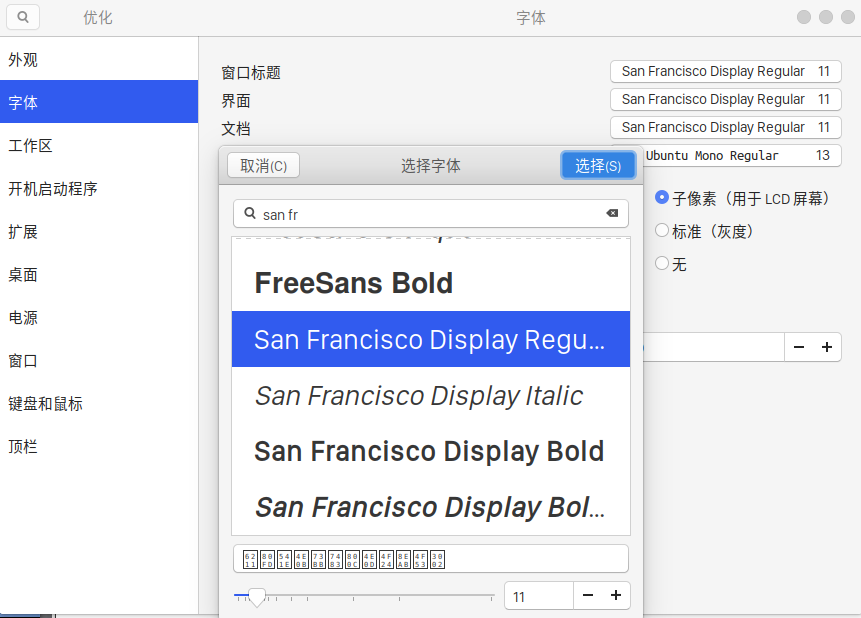 优化
字体
外观
字体
工作区
开机启动程序
扩展
桌面
电源
窗口
键盘和鼠标
顶栏
窗口标题 San Francisco Display Regular 11
界面 San Francisco Display Regular 11
文档 San Francisco Display Regular 11
Ubuntu Mono Regular 13
子像素（用于 LCD 屏幕）
标准（灰度）
无
取消(C)
选择字体
选择(S)
san fr
FreeSans Bold
San Francisco Display Regu...
San Francisco Display Italic
San Francisco Display Bold
San Francisco Display Bol...
11